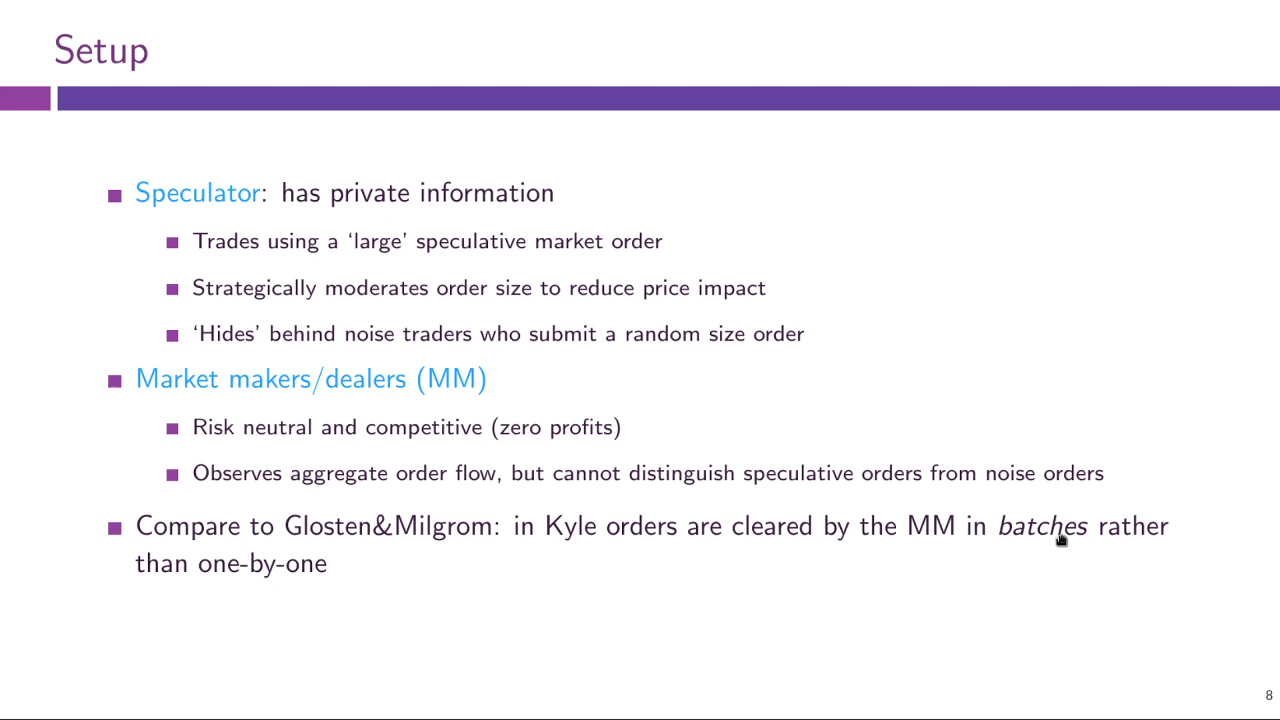 Setup
Speculator: has private information
Trades using a ‘large’ speculative market order
Strategically moderates order size to reduce price impact
‘Hides’ behind noise traders who submit a random size order
Market makers/dealers (MM)
Risk neutral and competitive (zero profits)
Observes aggregate order flow, but cannot distinguish speculative orders from noise orders
Compare to Glosten&Milgrom: in Kyle orders are cleared by the MM in batches rather
than one-by-one
8